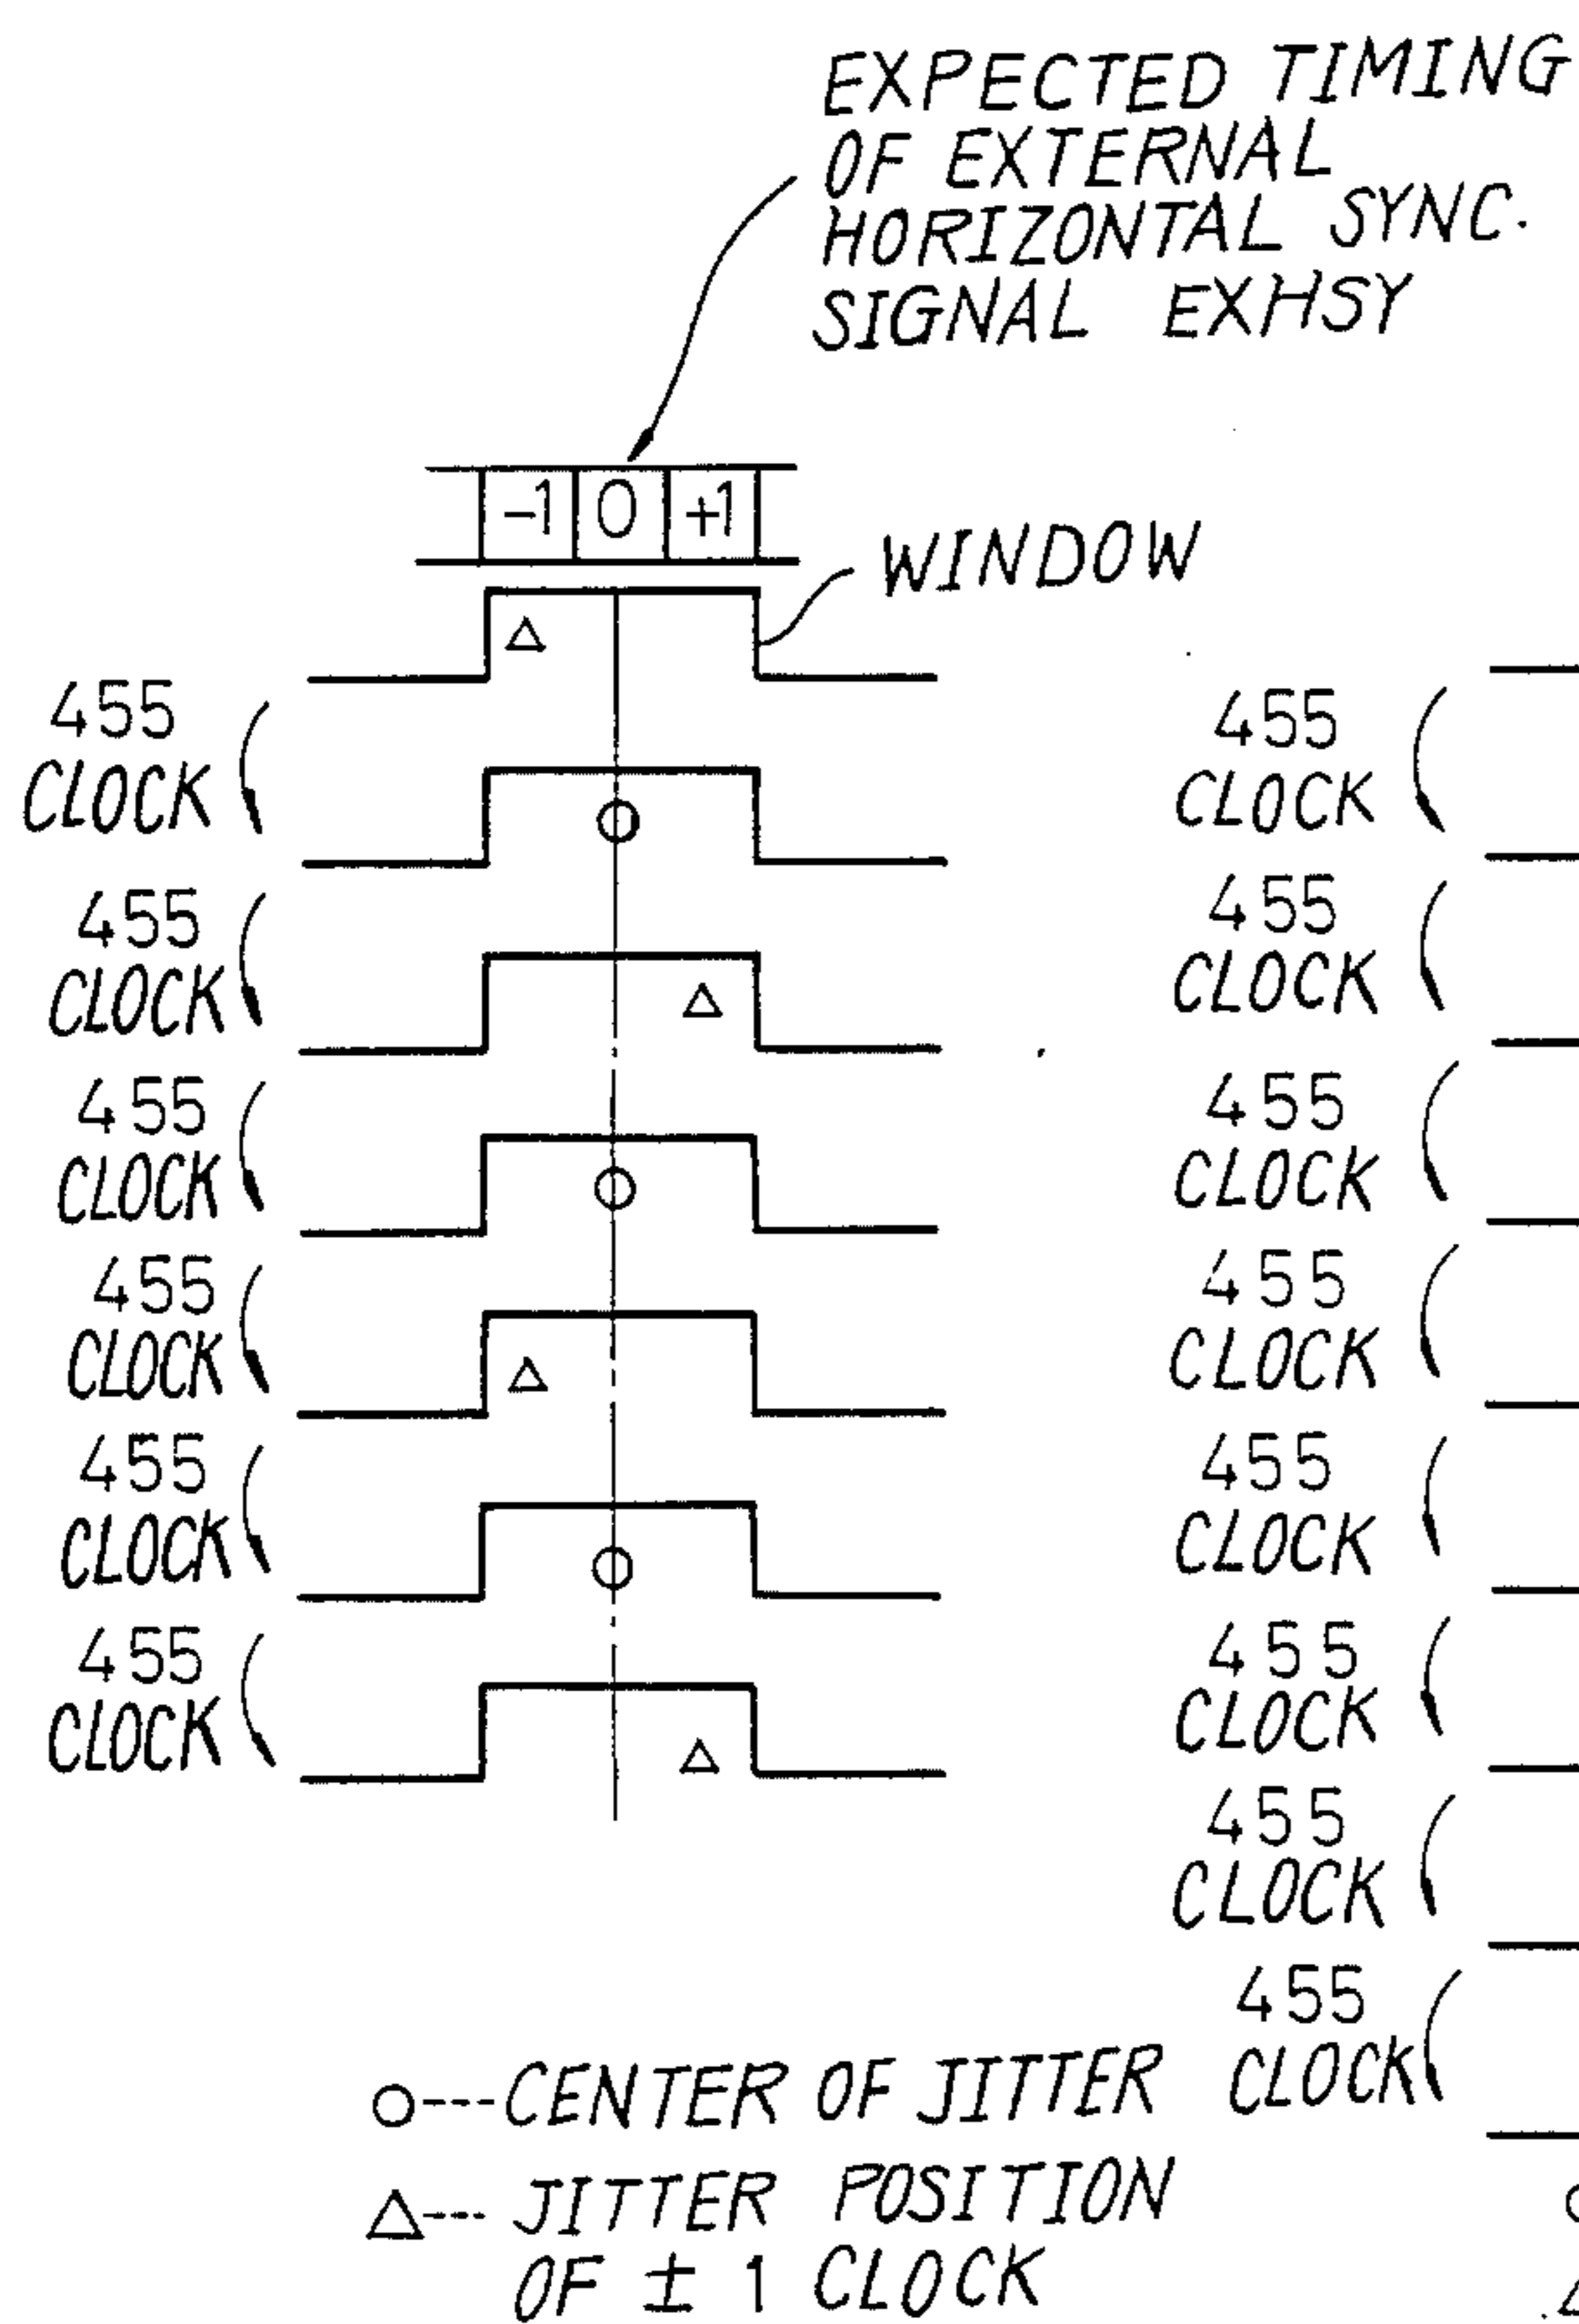 EXPECTED TIMING
OF EXTERNAL
HORIZONTAL SYNC.
SIGNAL EXHSY
-1 0 +1
WINDOW
455
CLOCK
455
CLOCK
455
CLOCK
455
CLOCK
455
CLOCK
455
CLOCK
455
CLOCK
455
CLOCK
455
CLOCK
455
CLOCK
455
CLOCK
455
CLOCK
455
CLOCK
455
CLOCK
○---CENTER OF JITTER
△--- JITTER POSITION
OF ± 1 CLOCK